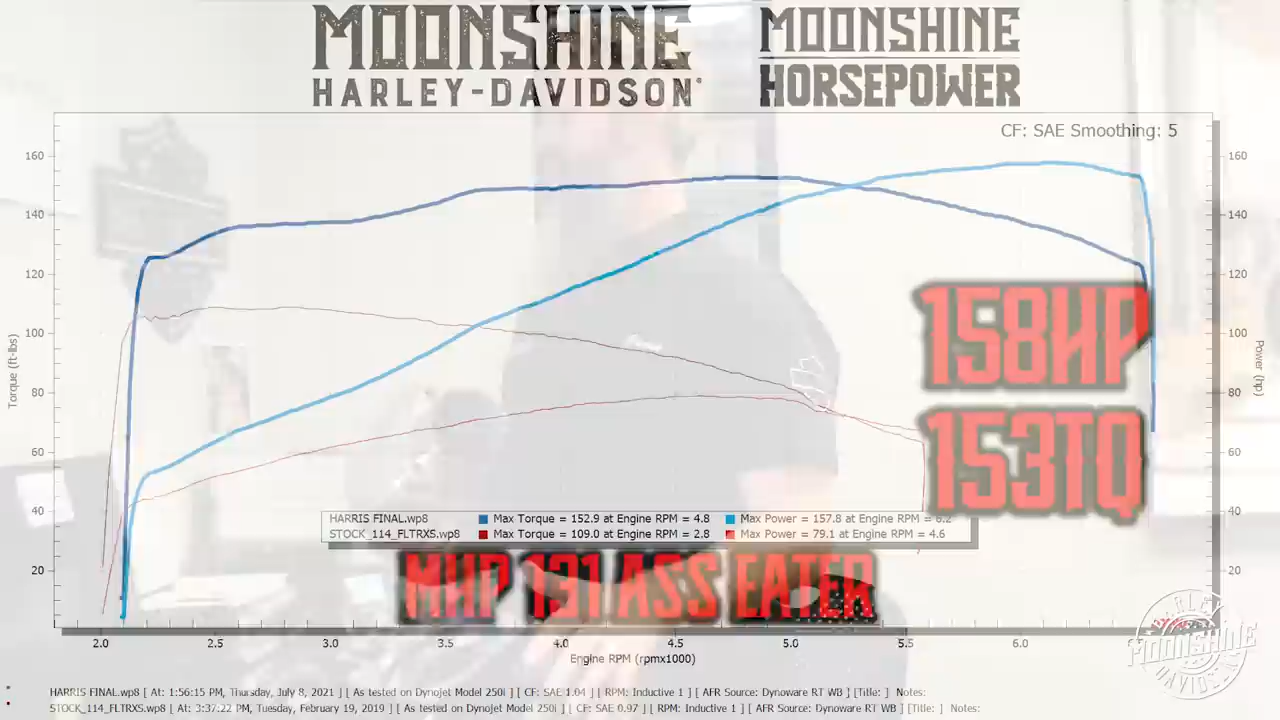 MOONSHINE
HARLEY-DAVIDSON
MOONSHINE
HORSEPOWER
CF: SAE Smoothing: 5
160 160
140 140
120 120
100 100
80 80
60 60
40 40
20 20
Torque (ft-lbs)
Power (hp)
158HP
153TQ
HARRIS FINAL.wp8 Max Torque = 152.9 at Engine RPM = 4.8 Max Power = 157.8 at Engine RPM = 6.2
STOCK_114_FLTRXS.wp8 Max Torque = 109.0 at Engine RPM = 2.8 Max Power = 79.1 at Engine RPM = 4.6
MHP 131 ASS EATER
2.0 2.5 3.0 3.5 4.0 4.5 5.0 5.5 6.0
Engine RPM (rpmx1000)
HARLEY
MOONSHINE
DAVIDSON
HARRIS FINAL.wp8 [ At: 1:56:15 PM, Thursday, July 8, 2021 ] [ As tested on Dynojet Model 250i ] [ CF: SAE 1.04 ] [ RPM: Inductive 1 ] [ AFR Source: Dynoware RT WB ] [Title: ] Notes:
STOCK_114_FLTRXS.wp8 [ At: 3:37:22 PM, Tuesday, February 19, 2019 ] [ As tested on Dynojet Model 250i ] [ CF: SAE 0.97 ] [ RPM: Inductive 1 ] [ AFR Source: Dynoware RT WB ] [Title: ] Notes: